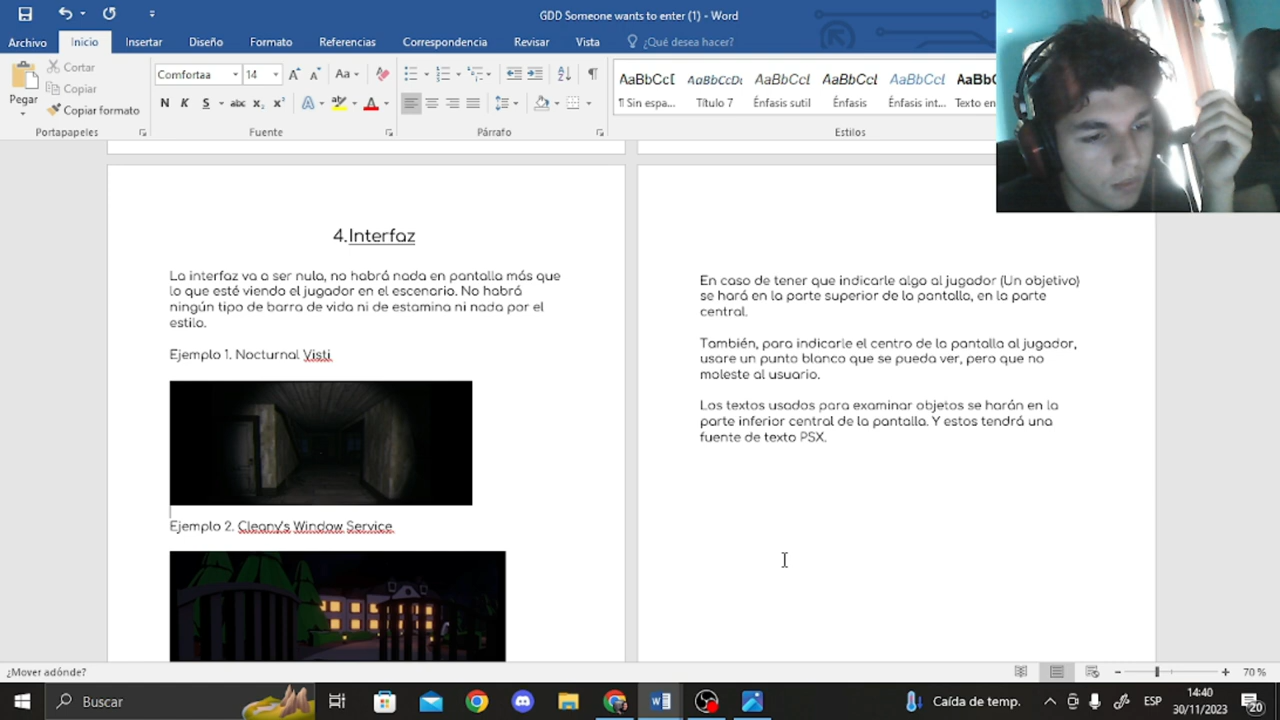 GDD Someone wants to enter (1) - Word
Archivo Inicio Insertar Diseño Formato Referencias Correspondencia Revisar Vista ¿Qué desea hacer?
Pegar
Cortar
Copiar
Copiar formato
Portapapeles
Comfortaa 14
Aa
N K S abc x₂ x²
Fuente
Párrafo
AaBbCcD AaBbCcDc AaBbCcl AaBbCcl AaBbCcl AaBbC
¶ Sin espa... Título 7 Énfasis sutil Énfasis Énfasis int... Texto en
Estilos
4.Interfaz
La interfaz va a ser nula, no habrá nada en pantalla más que
lo que esté viendo el jugador en el escenario. No habrá
ningún tipo de barra de vida ni de estamina ni nada por el
estilo.
Ejemplo 1. Nocturnal Visti
Ejemplo 2. Cleany's Window Service
En caso de tener que indicarle algo al jugador (Un objetivo)
se hará en la parte superior de la pantalla, en la parte
central.
También, para indicarle el centro de la pantalla al jugador,
usare un punto blanco que se pueda ver, pero que no
moleste al usuario.
Los textos usados para examinar objetos se harán en la
parte inferior central de la pantalla. Y estos tendrá una
fuente de texto PSX.
¿Mover adónde?
70 %
Buscar
Caída de temp.
ESP
14:40
30/11/2023
20